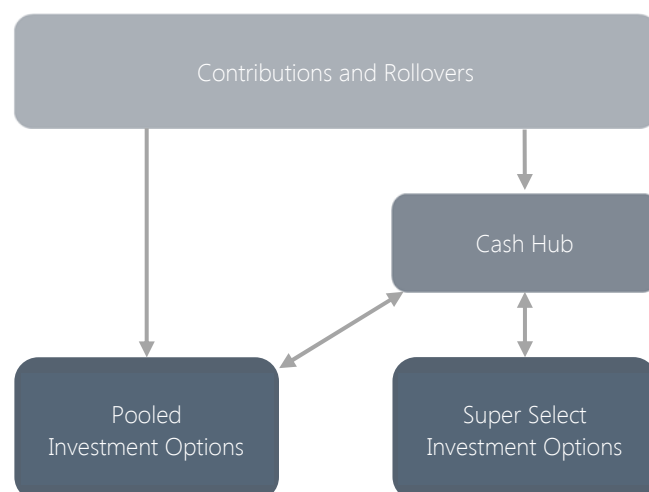 Contributions and Rollovers
Cash Hub
Pooled
Investment Options
Super Select
Investment Options